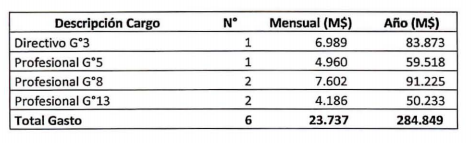 Descripción Cargo N° Mensual (M$) Año (M$)
Directivo G°3 1 6.989 83.873
Profesional G°5 1 4.960 59.518
Profesional G°8 2 7.602 91.225
Profesional G°13 2 4.186 50.233
Total Gasto 6 23.737 284.849